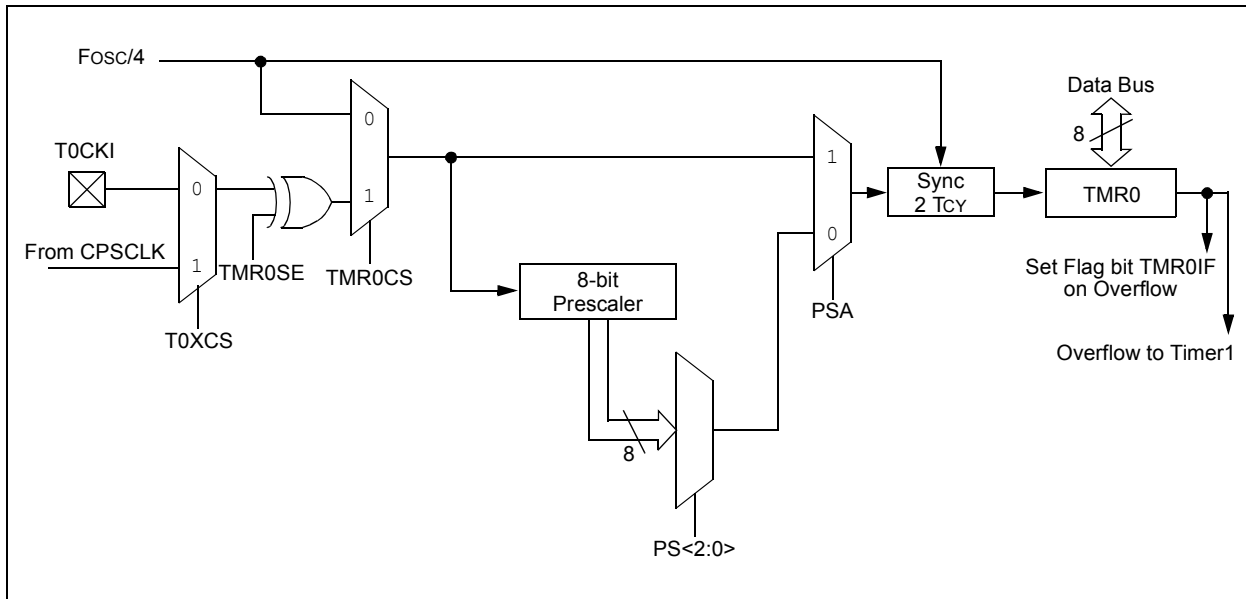 FOSC/4
Data Bus
8
T0CKI
0
1
0
1
0
1
From CPSCLK
TMR0SE
TMR0CS
T0XCS
8-bit
Prescaler
8
PS<2:0>
PSA
Sync
2 TCY
TMR0
Set Flag bit TMR0IF
on Overflow
Overflow to Timer1